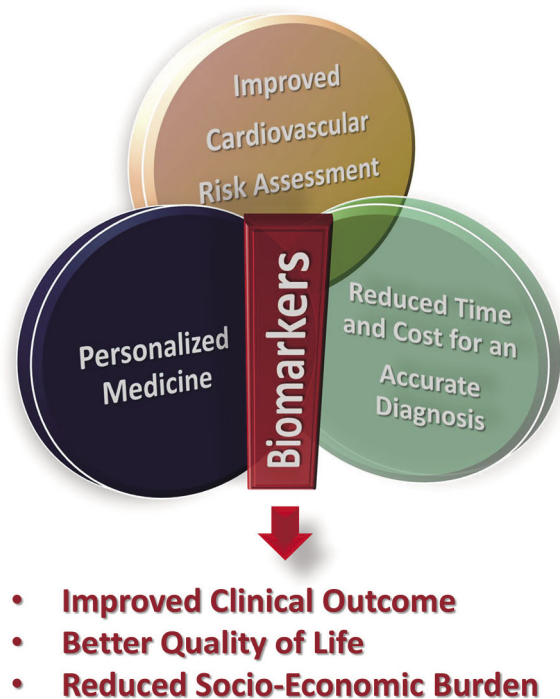 Improved
Cardiovascular
Risk Assessment
Personalized
Medicine
Biomarkers
Reduced Time
and Cost for an
Accurate
Diagnosis
• Improved Clinical Outcome
• Better Quality of Life
• Reduced Socio-Economic Burden